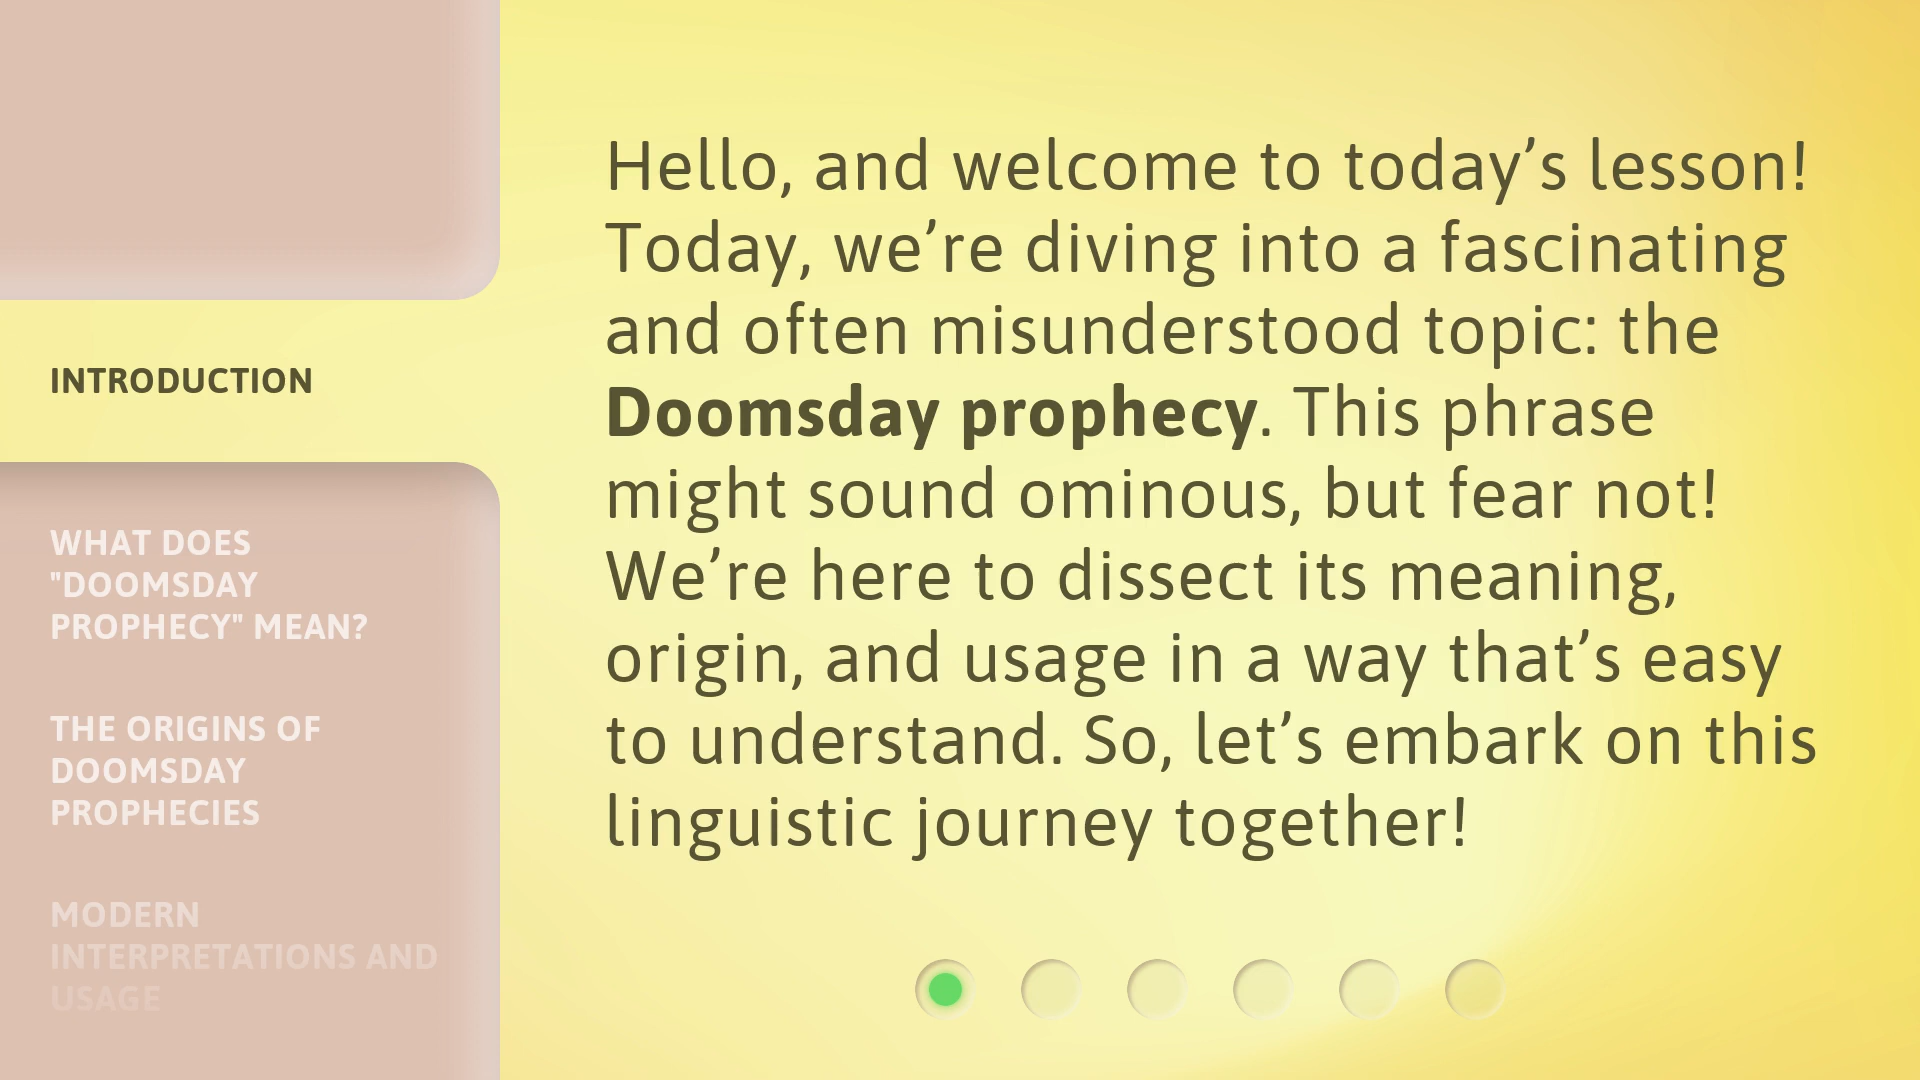 INTRODUCTION
WHAT DOES
"DOOMSDAY
PROPHECY" MEAN?
THE ORIGINS OF
DOOMSDAY
PROPHECIES
MODERN
INTERPRETATIONS AND
USAGE
Hello, and welcome to today’s lesson!
Today, we’re diving into a fascinating
and often misunderstood topic: the
Doomsday prophecy. This phrase
might sound ominous, but fear not!
We’re here to dissect its meaning,
origin, and usage in a way that’s easy
to understand. So, let’s embark on this
linguistic journey together!